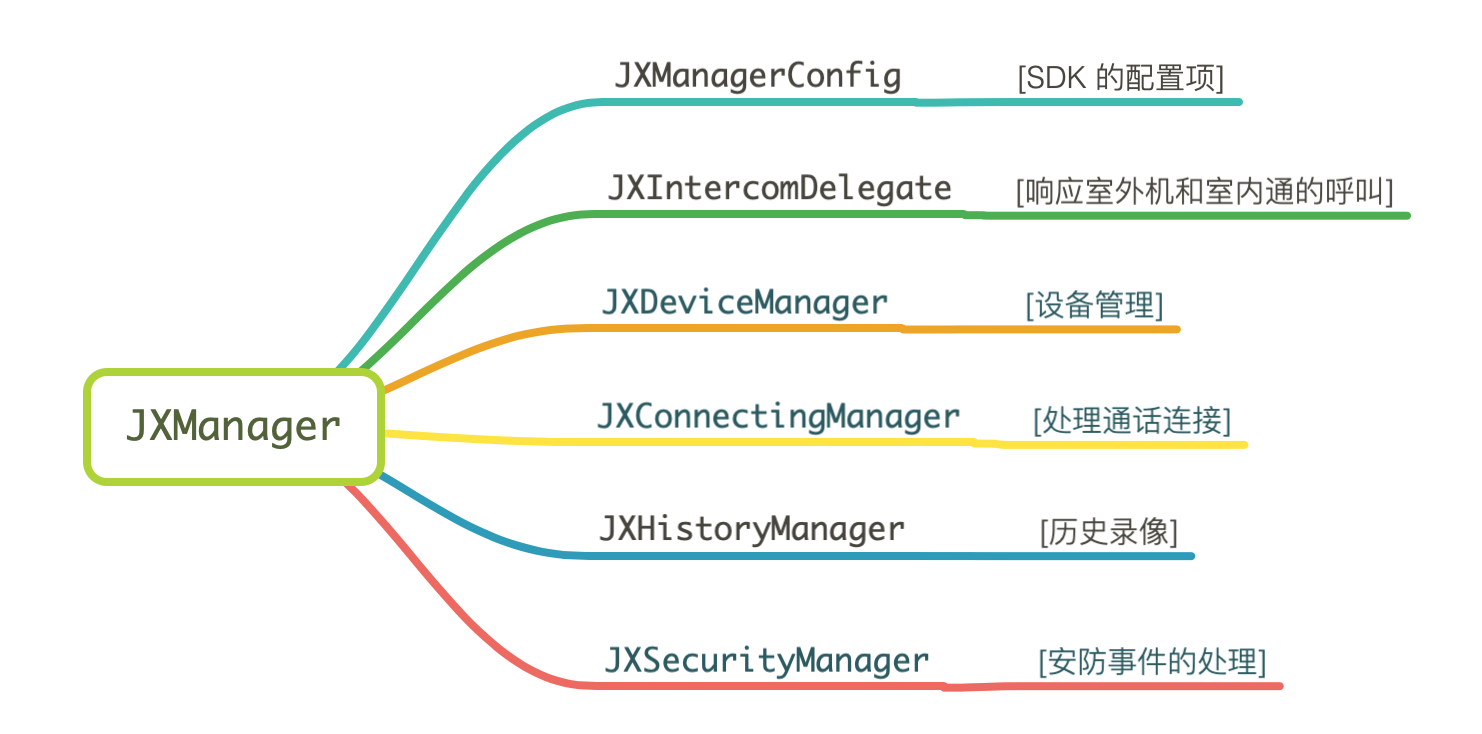 JXManagerConfig [SDK 的配置项]
JXIntercomDelegate [响应室外机和室内通的呼叫]
JXDeviceManager [设备管理]
JXManager
JXConnectingManager [处理通话连接]
JXHistoryManager [历史录像]
JXSecurityManager [安防事件的处理]